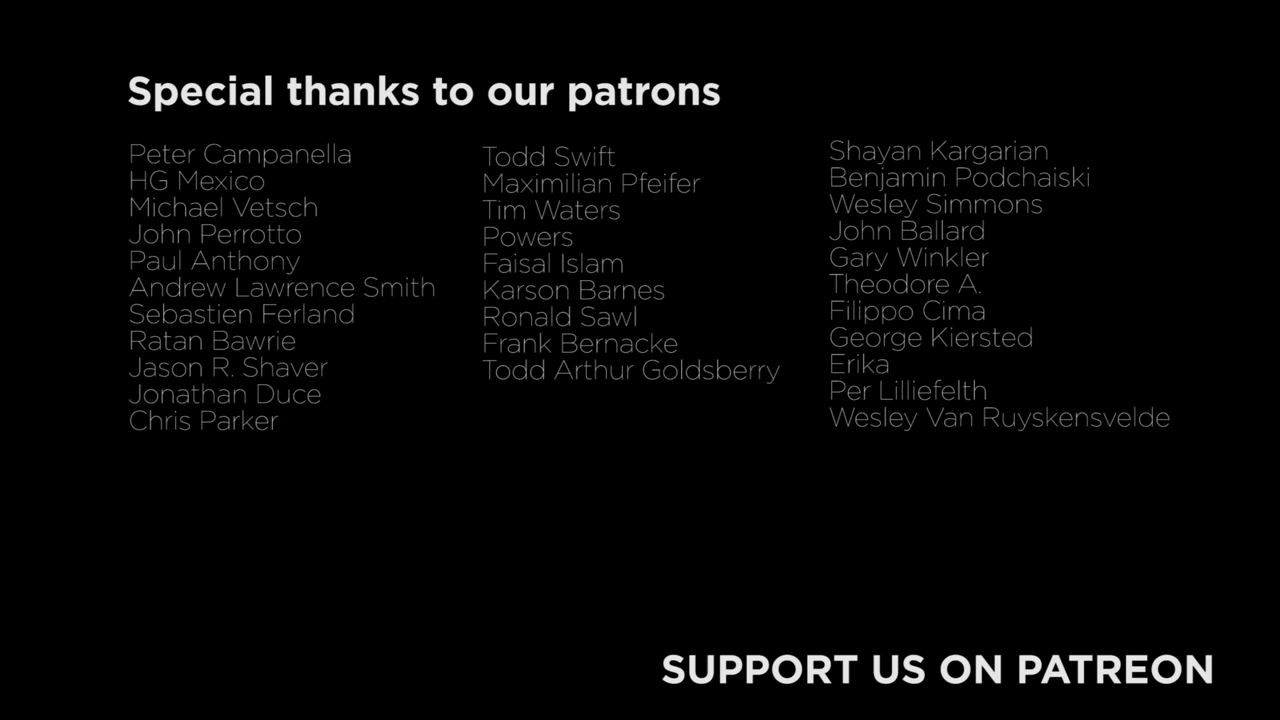 Special thanks to our patrons
Peter Campanella
HG Mexico
Michael Vetsch
John Perrotto
Paul Anthony
Andrew Lawrence Smith
Sebastien Ferland
Ratan Bawrie
Jason R. Shaver
Jonathan Duce
Chris Parker
Todd Swift
Maximilian Pfeifer
Tim Waters
Powers
Faisal Islam
Karson Barnes
Ronald Sawl
Frank Bernacke
Todd Arthur Goldsberry
Shayan Kargarian
Benjamin Podchaiski
Wesley Simmons
John Ballard
Gary Winkler
Theodore A.
Filippo Cima
George Kiersted
Erika
Per Lilliefelth
Wesley Van Ruyskensvelde
SUPPORT US ON PATREON